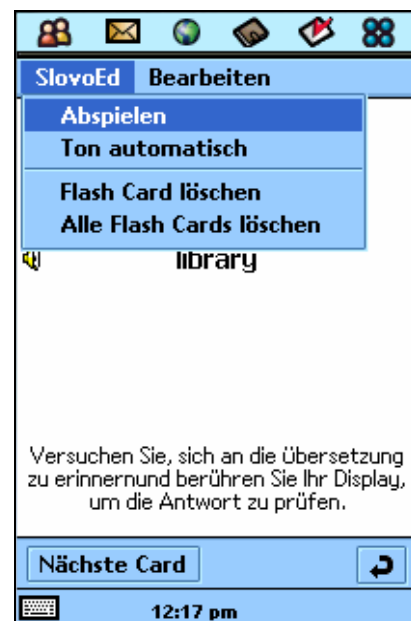 SlovoEd Bearbeiten
Abspielen
Ton automatisch
Flash Card löschen
Alle Flash Cards löschen
library
Versuchen Sie, sich an die übersetzung
zu erinnernund berühren Sie Ihr Display,
um die Antwort zu prüfen.
Nächste Card
12:17 pm